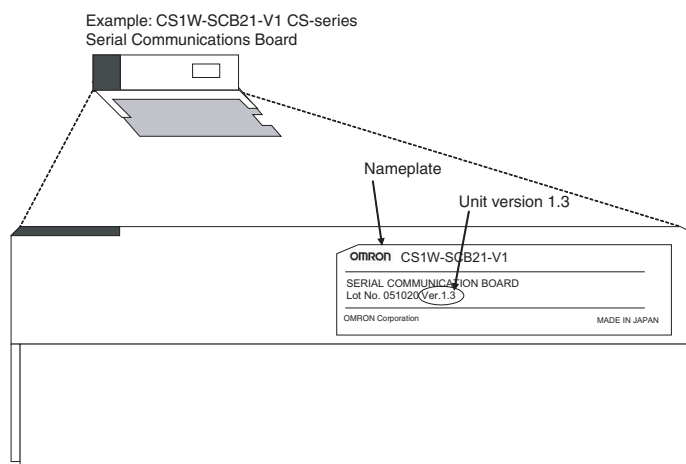 Example: CS1W-SCB21-V1 CS-series
Serial Communications Board
Nameplate
Unit version 1.3
OMRON CS1W-SCB21-V1
SERIAL COMMUNICATION BOARD
Lot No. 051020 Ver.1.3
OMRON Corporation MADE IN JAPAN